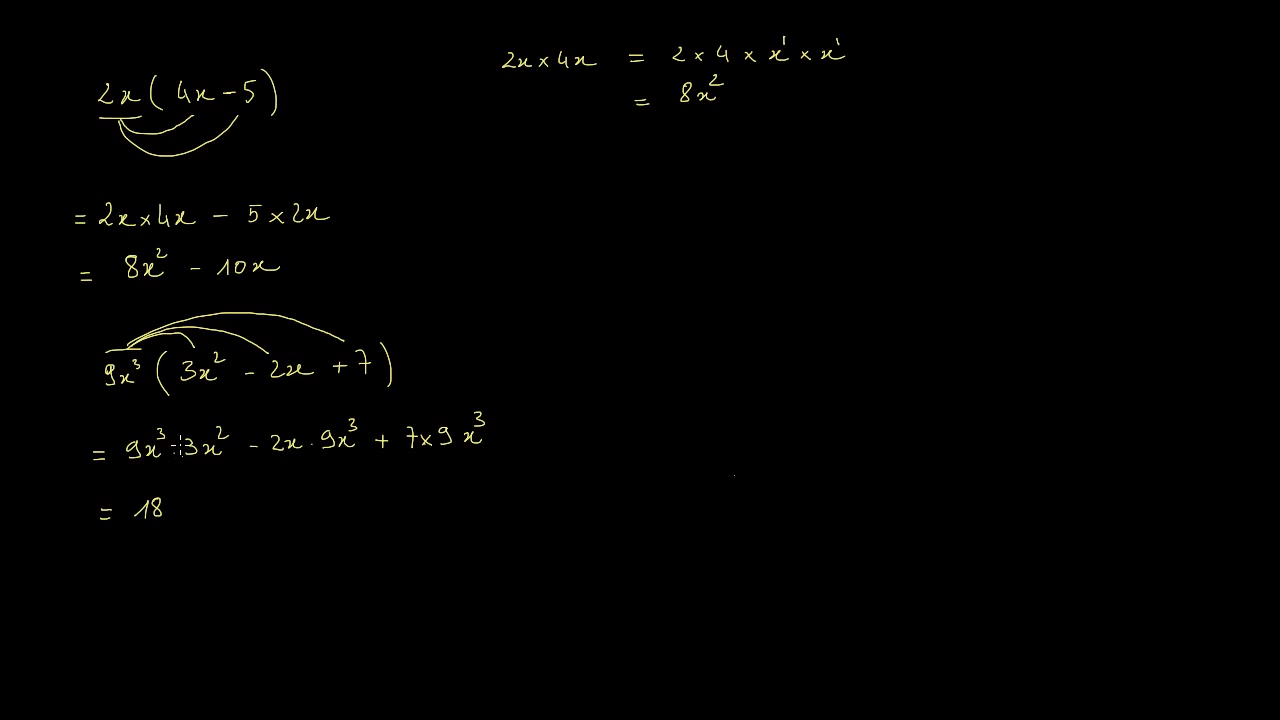 2x(4x-5)
= 2x×4x - 5×2x
= 8x² - 10x
9x³(3x² - 2x + 7)
= 9x³·3x² - 2x·9x³ + 7×9x³
= 18
2x×4x = 2×4×x¹×x¹
= 8x²